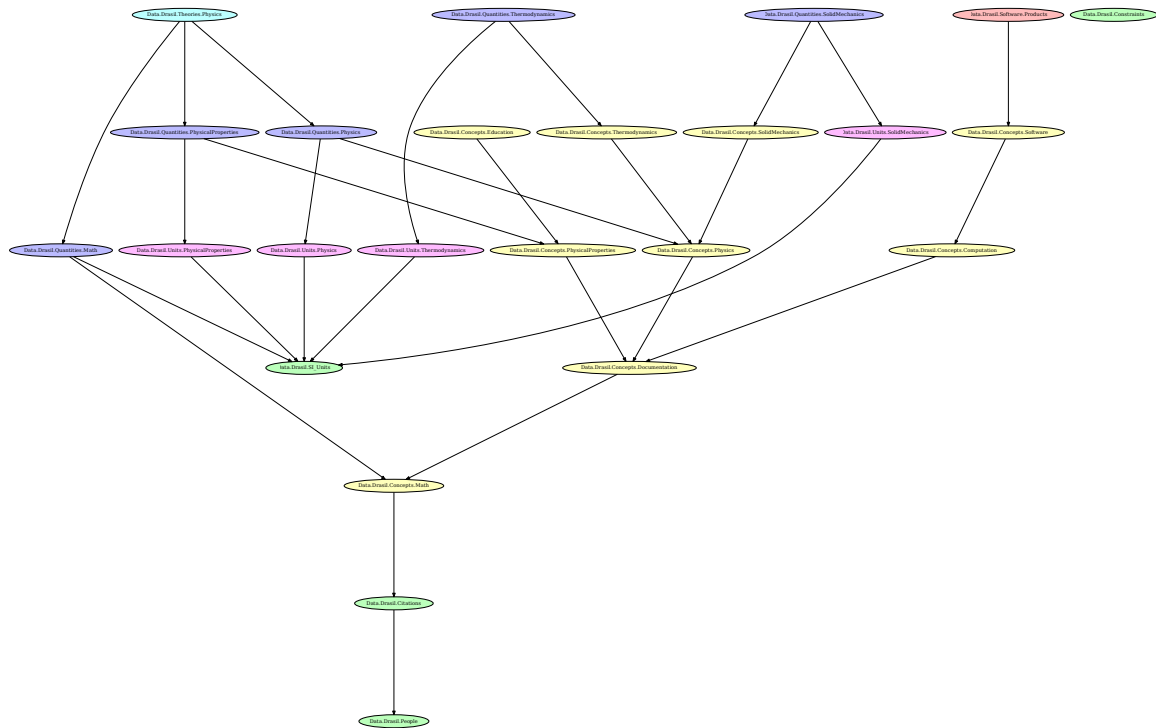 Data.Drasil.Theories.Physics
Data.Drasil.Quantities.Thermodynamics
Data.Drasil.Quantities.SolidMechanics
Data.Drasil.Software.Products
Data.Drasil.Constraints
Data.Drasil.Quantities.PhysicalProperties
Data.Drasil.Quantities.Physics
Data.Drasil.Concepts.Education
Data.Drasil.Concepts.Thermodynamics
Data.Drasil.Concepts.SolidMechanics
Data.Drasil.Units.SolidMechanics
Data.Drasil.Concepts.Software
Data.Drasil.Quantities.Math
Data.Drasil.Units.PhysicalProperties
Data.Drasil.Units.Physics
Data.Drasil.Units.Thermodynamics
Data.Drasil.Concepts.PhysicalProperties
Data.Drasil.Concepts.Physics
Data.Drasil.Concepts.Computation
Data.Drasil.SI_Units
Data.Drasil.Concepts.Documentation
Data.Drasil.Concepts.Math
Data.Drasil.Citations
Data.Drasil.People